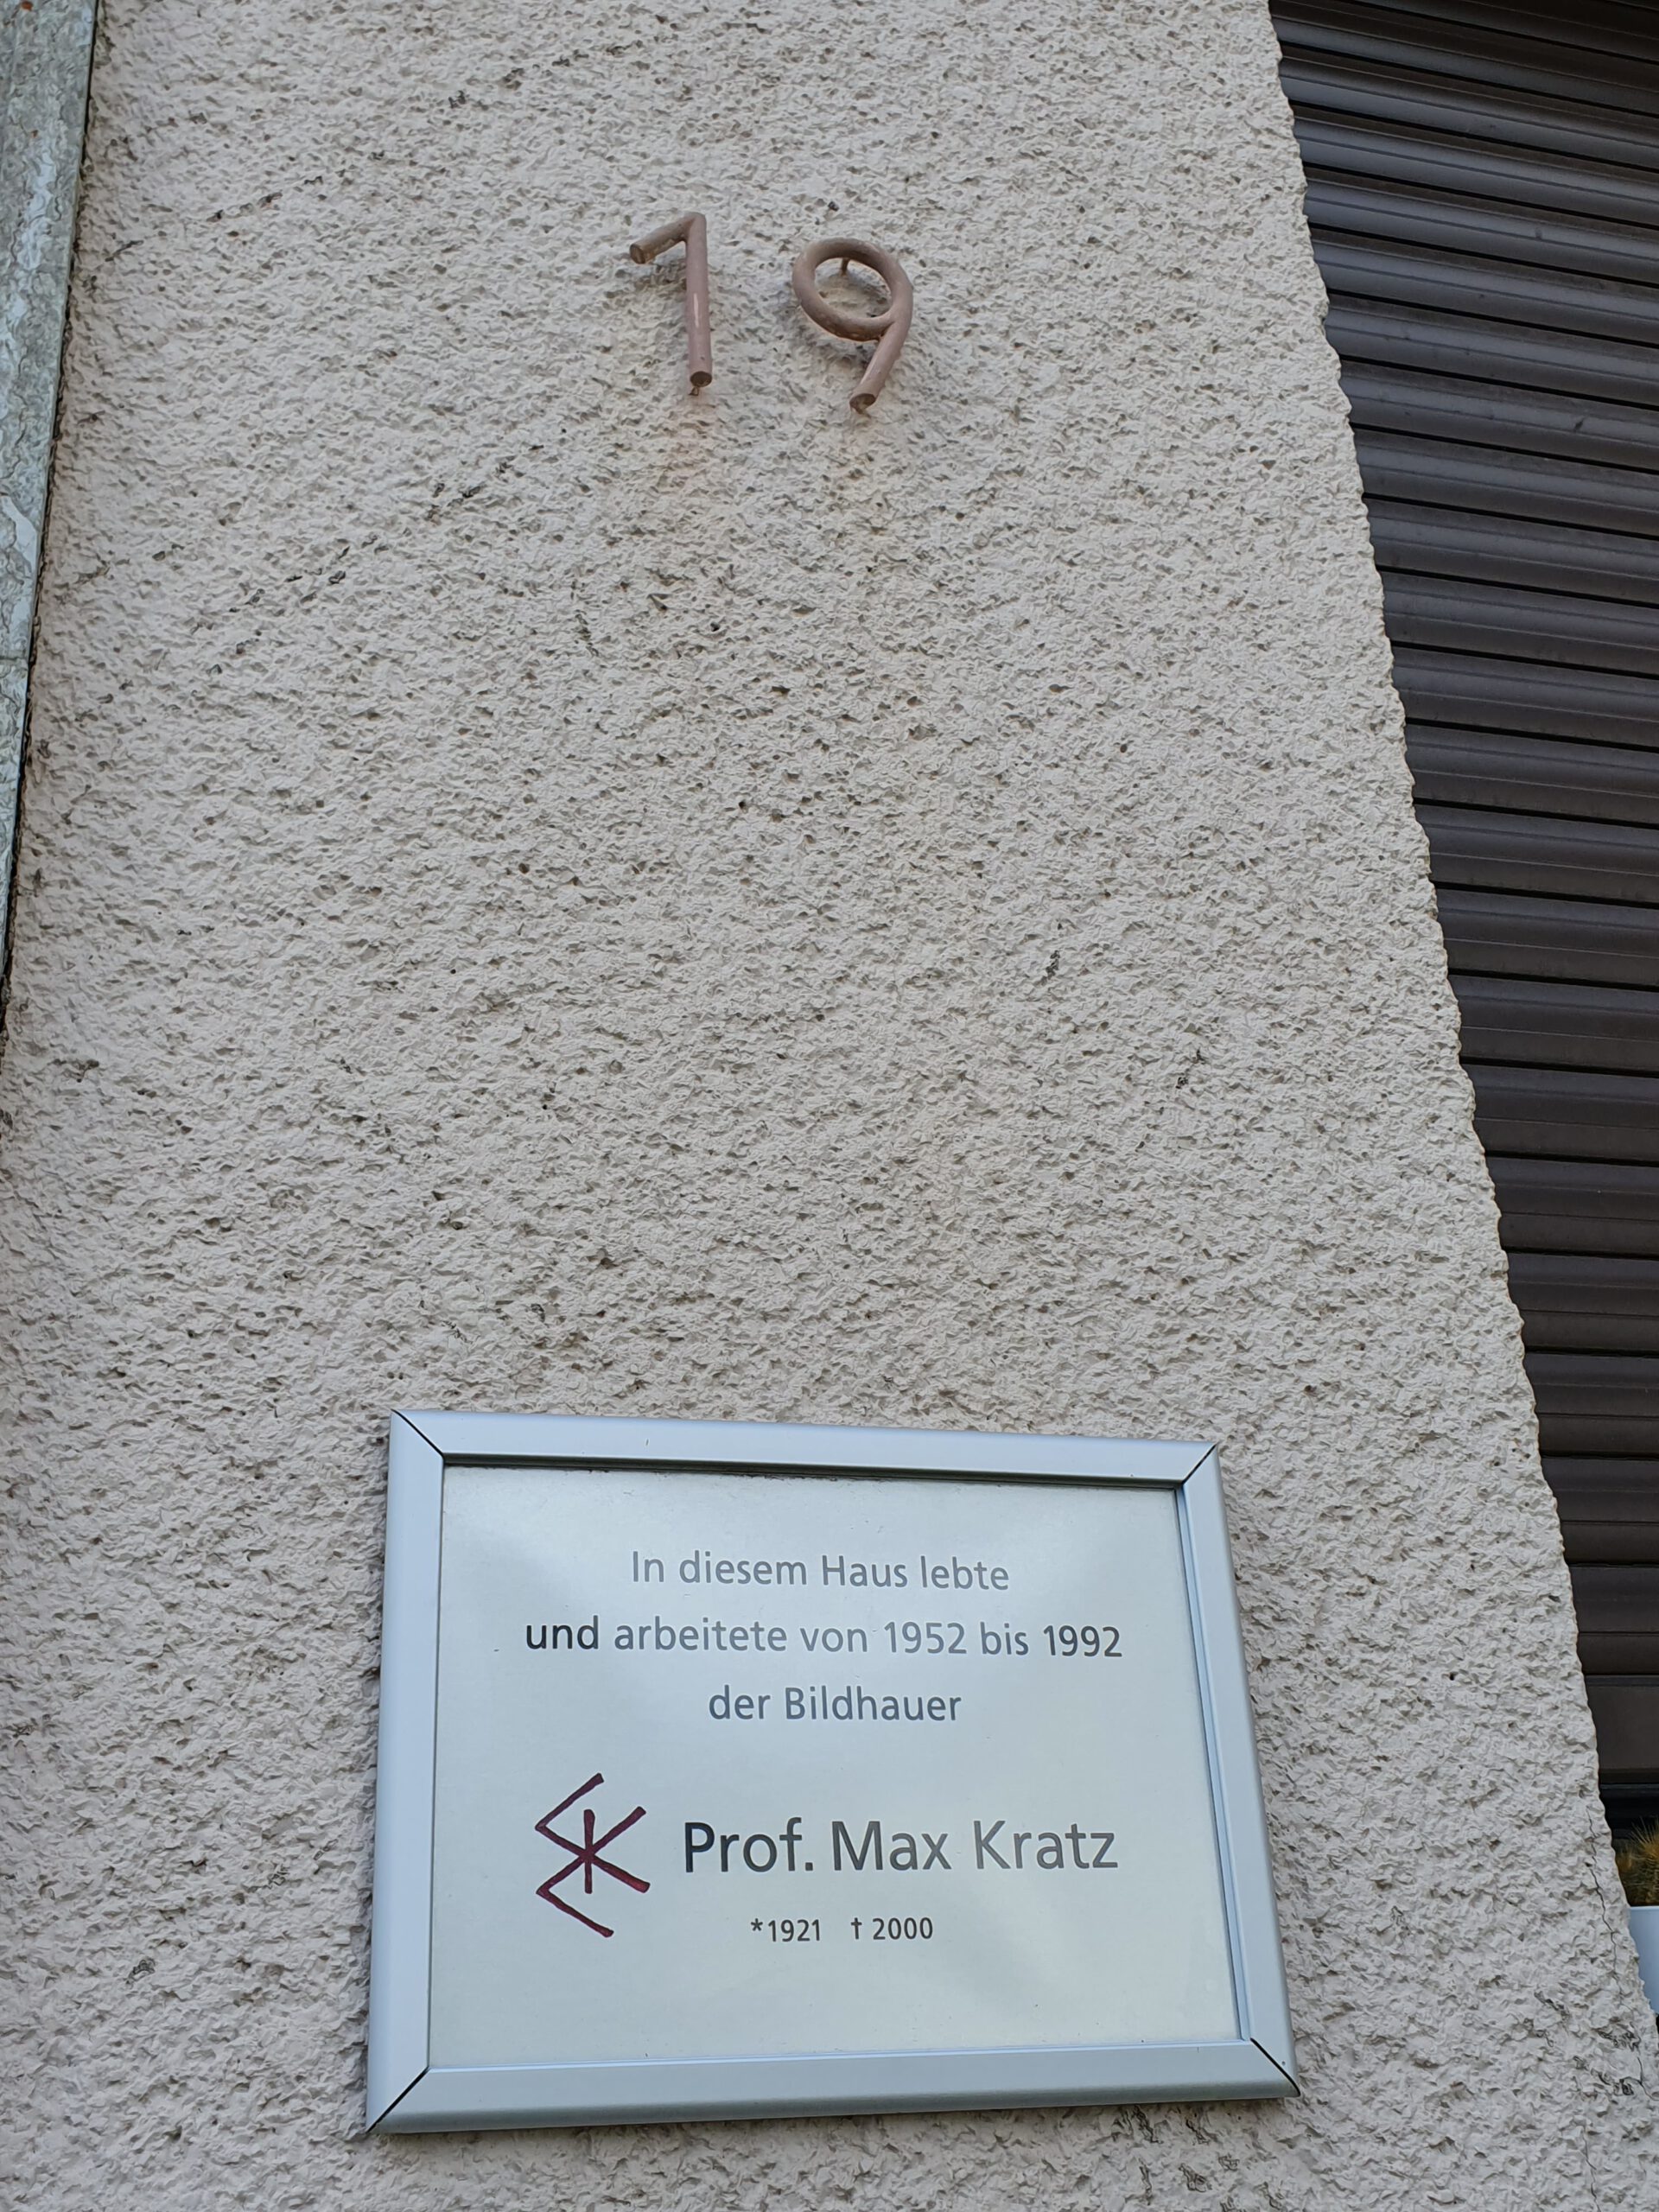 19
In diesem Haus lebte
und arbeitete von 1952 bis 1992
der Bildhauer
Prof. Max Kratz
*1921 † 2000